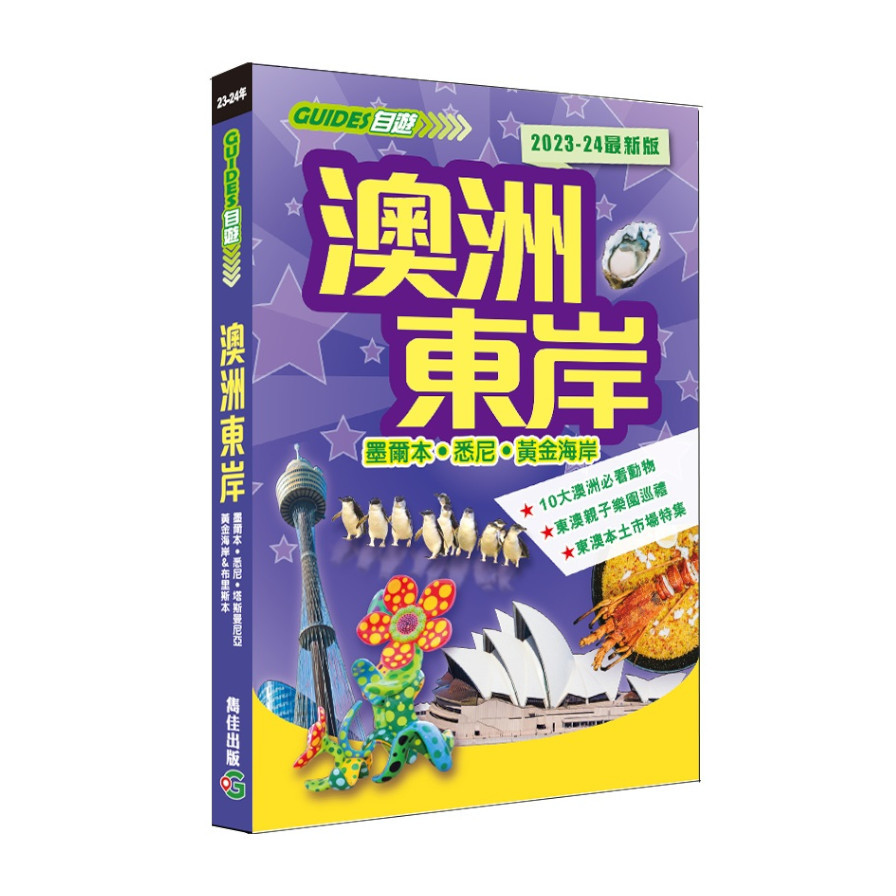 23-24年
GUIDES自遊
澳洲東岸
墨爾本•悉尼•塔斯曼尼亞
黃金海岸&布里斯本
雋佳出版
GUIDES自遊
2023-24最新版
澳洲
東岸
墨爾本•悉尼•黃金海岸
10大澳洲必看動物
東澳親子樂園巡禮
東澳本土市場特集